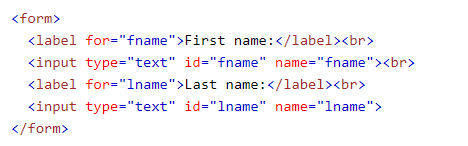 <form>
  <label for="fname">First name:</label><br>
  <input type="text" id="fname" name="fname"><br>
  <label for="lname">Last name:</label><br>
  <input type="text" id="lname" name="lname">
</form>